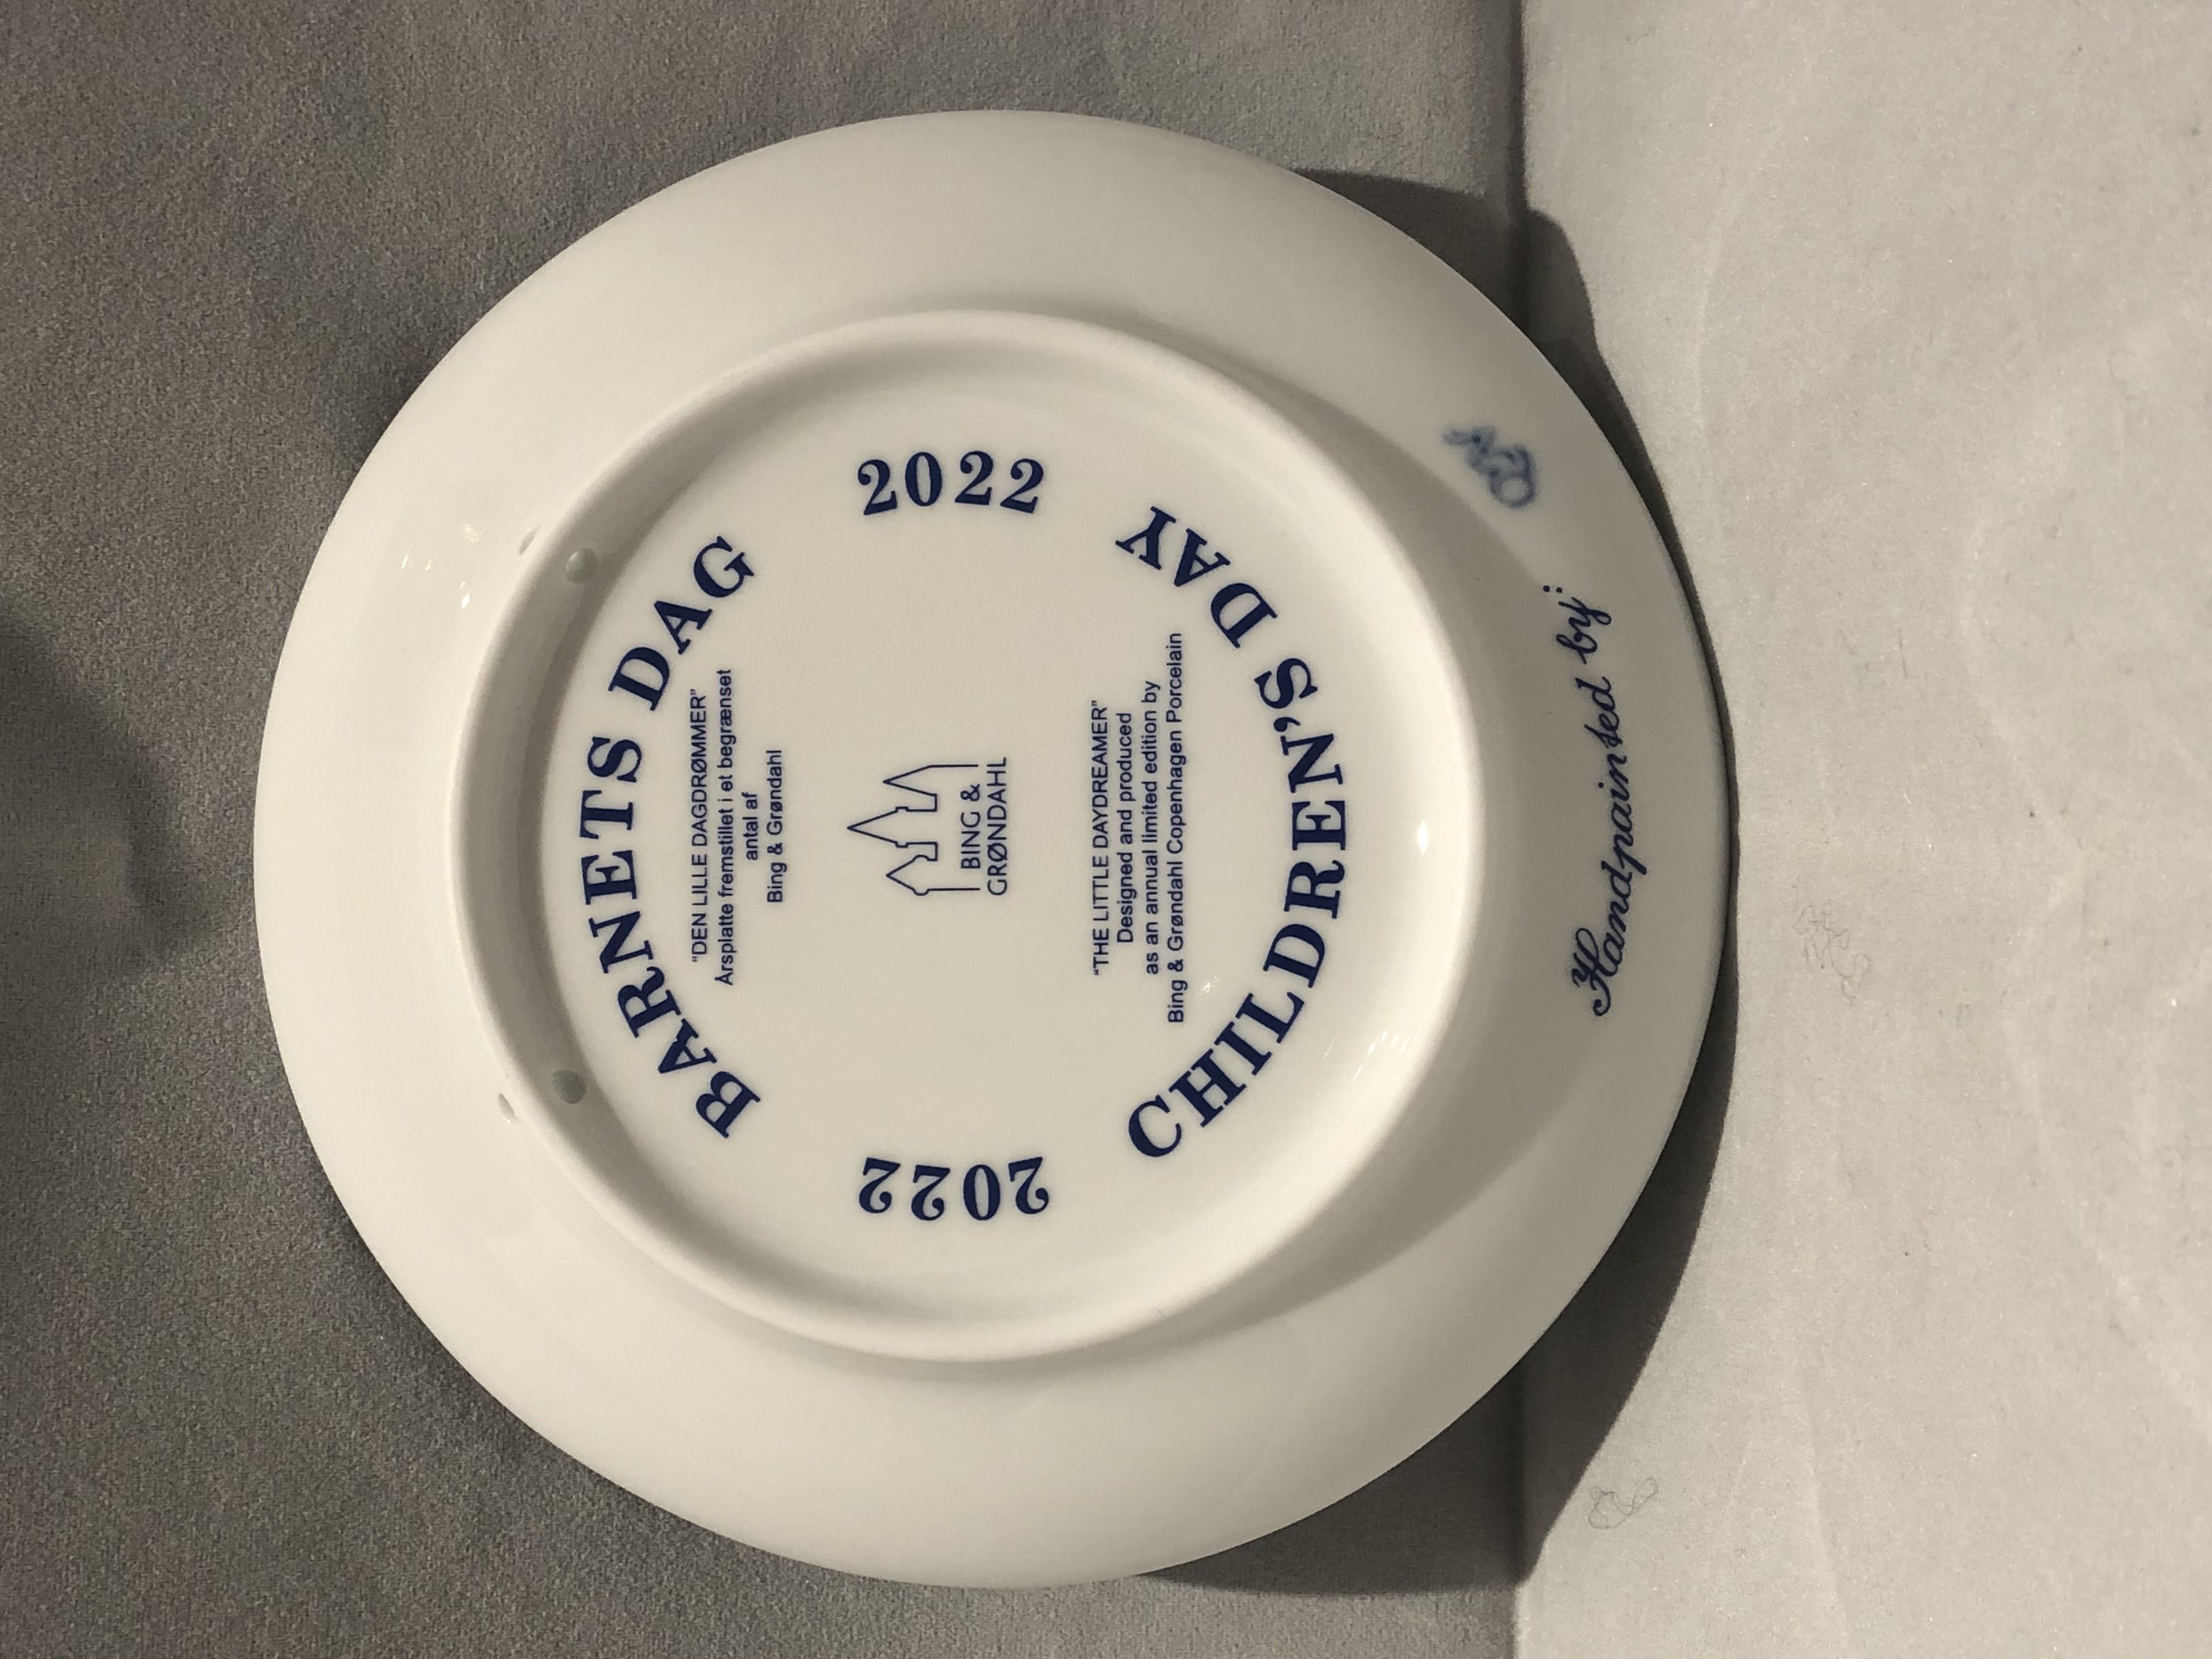 BARNETS DAG
"DEN LILLE DAGDRØMMER"
Årsplatte fremstillet i et begrænset
antal af
Bing & Grøndahl
2022
BING &
GRØNDAHL
2022
"THE LITTLE DAYDREAMER"
Designed and produced
as an annual limited edition by
Bing & Grøndahl Copenhagen Porcelain
CHILDREN'S DAY
Handpainted by: